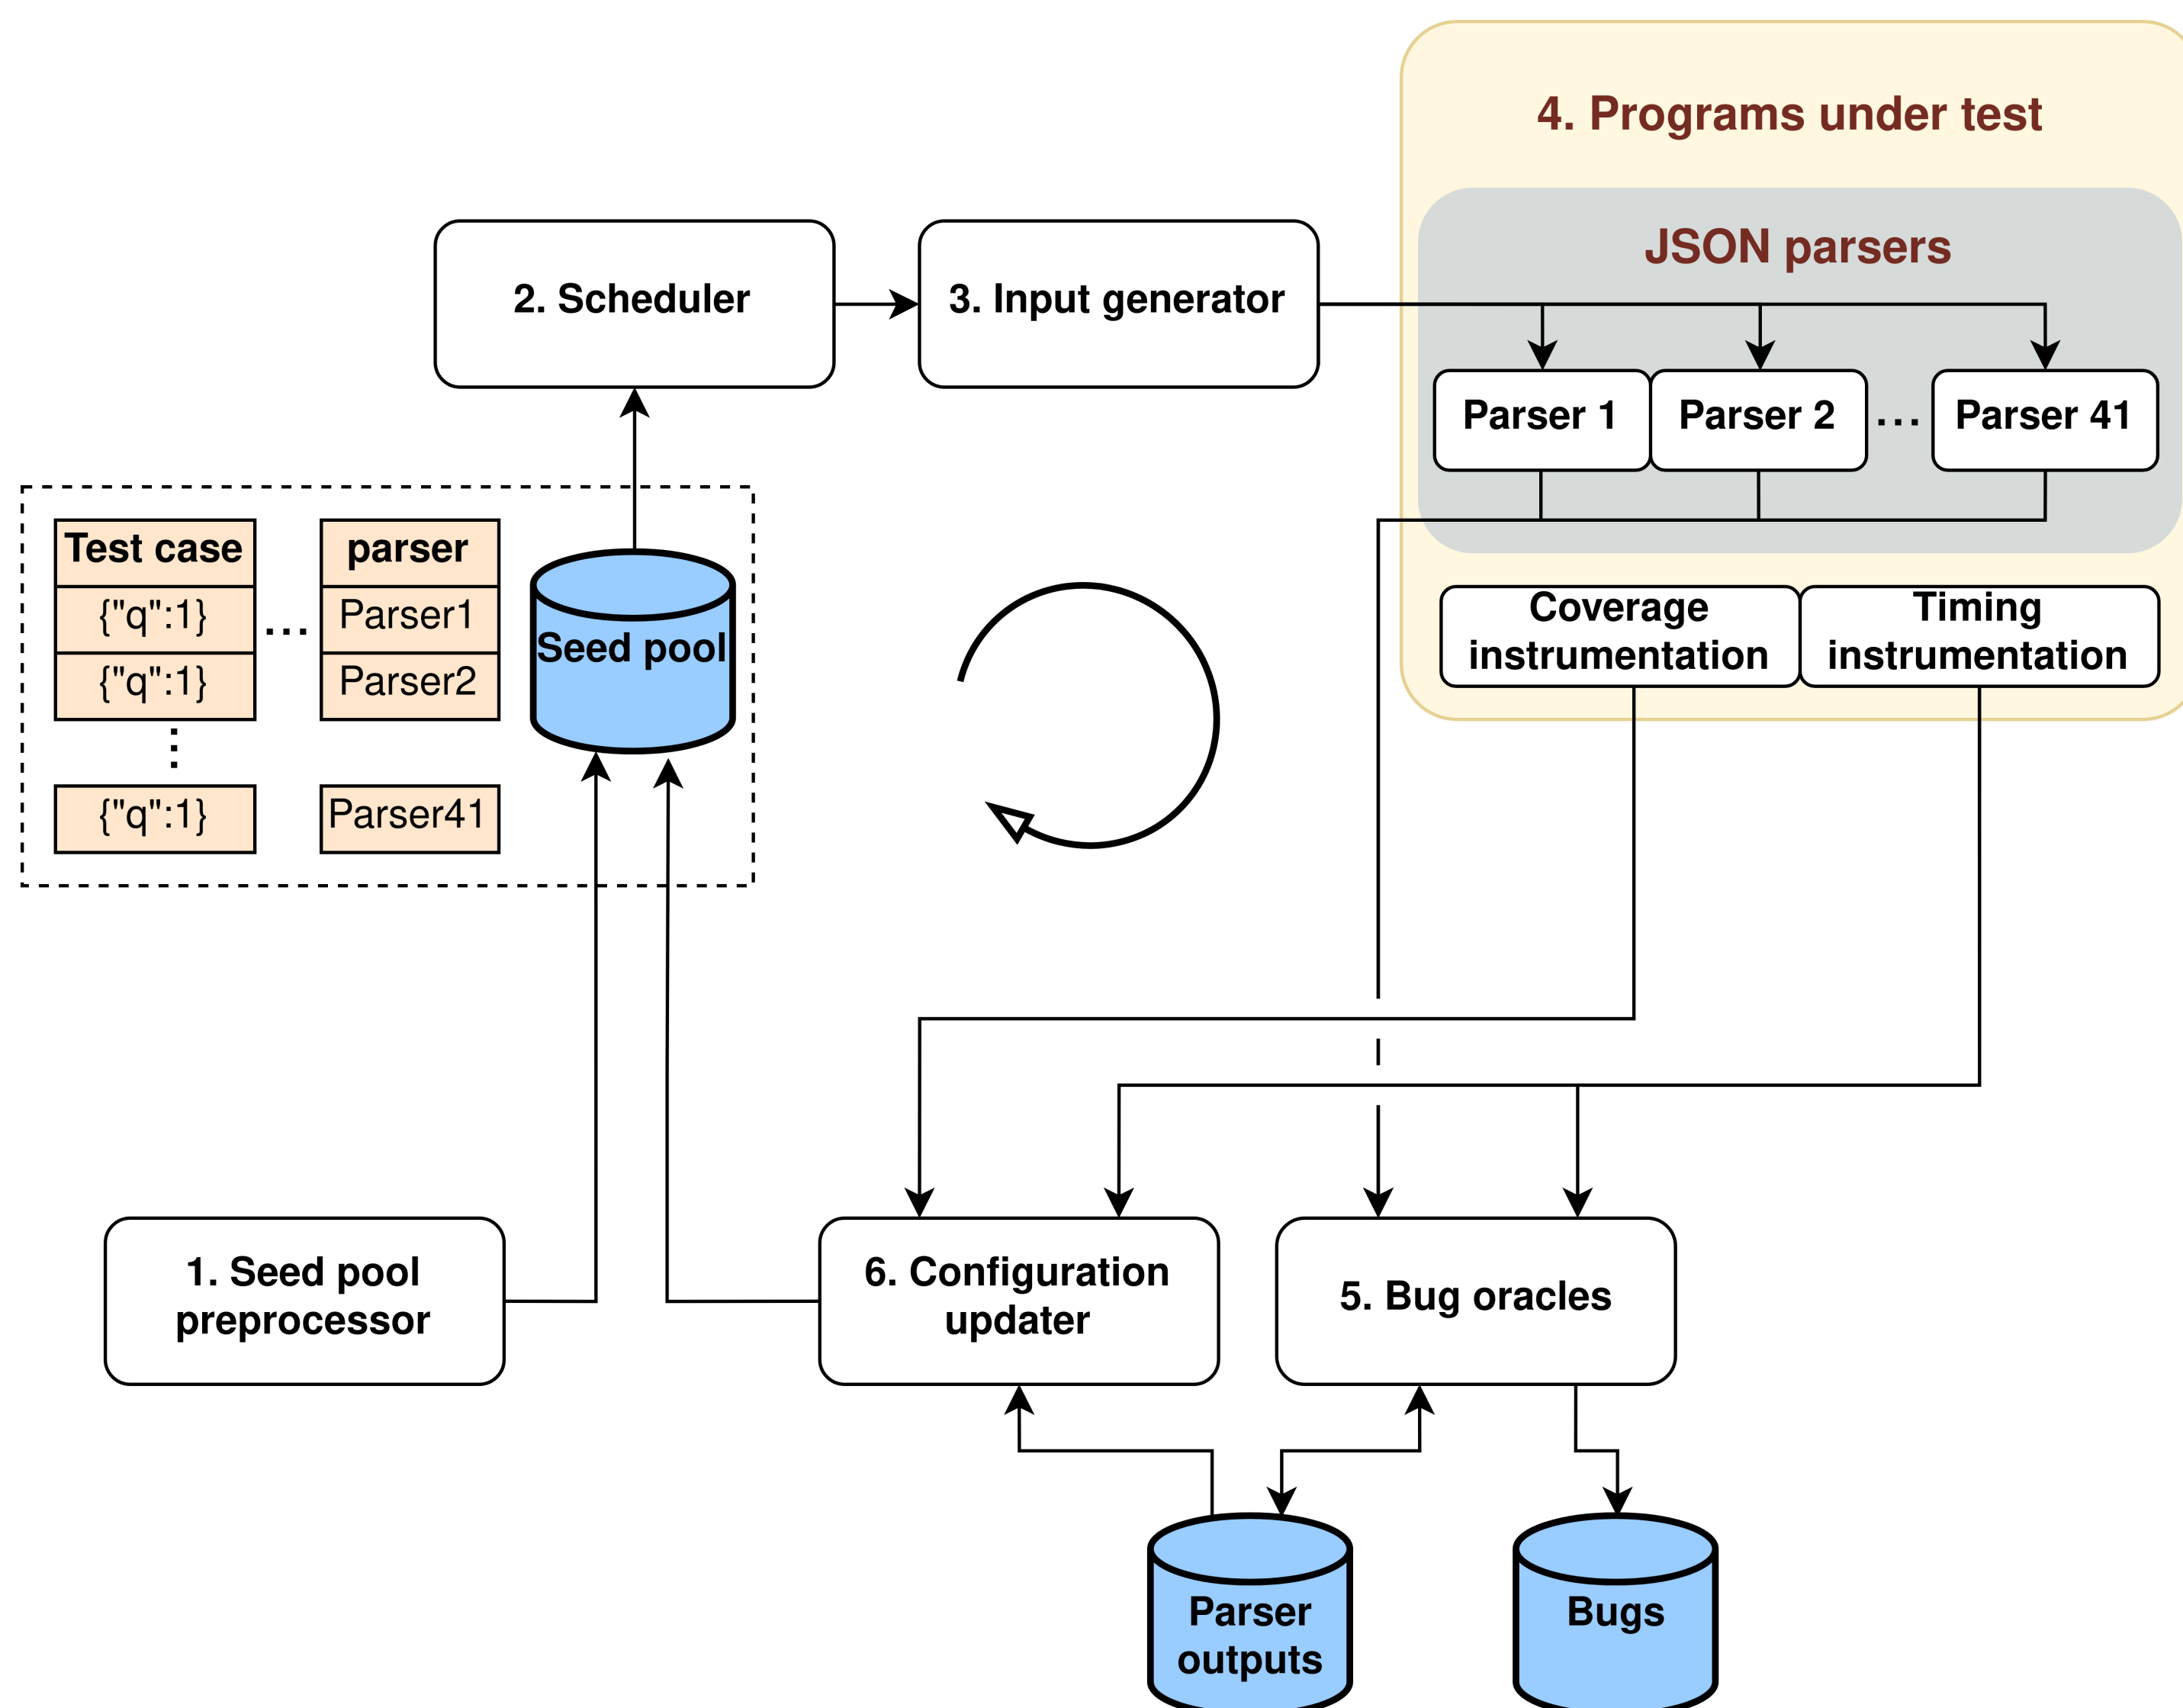 4. Programs under test
JSON parsers
2. Scheduler
3. Input generator
Parser 1
Parser 2
...
Parser 41
Test case
parser
{"q":1}
...
Parser1
{"q":1}
Parser2
{"q":1}
Parser41
Seed pool
Coverage
instrumentation
Timing
instrumentation
1. Seed pool
preprocessor
6. Configuration
updater
5. Bug oracles
Parser
outputs
Bugs